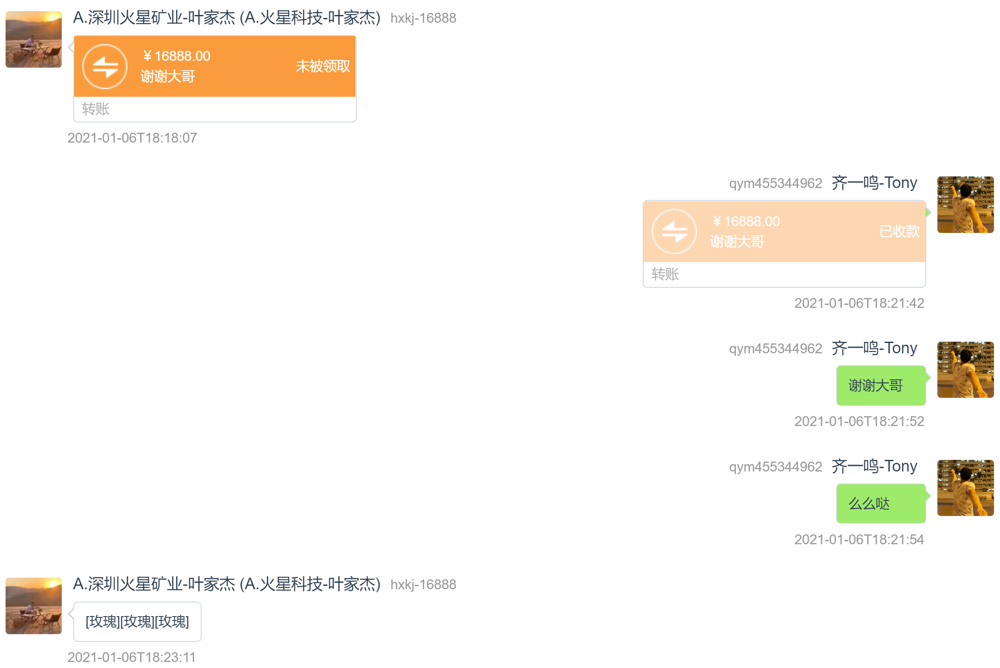 A.深圳火星矿业-叶家杰 (A.火星科技-叶家杰) hxkj-16888
￥16888.00
谢谢大哥
未被领取
转账
2021-01-06T18:18:07
qym455344962 齐一鸣-Tony
￥16888.00
谢谢大哥
已收款
转账
2021-01-06T18:21:42
qym455344962 齐一鸣-Tony
谢谢大哥
2021-01-06T18:21:52
qym455344962 齐一鸣-Tony
么么哒
2021-01-06T18:21:54
A.深圳火星矿业-叶家杰 (A.火星科技-叶家杰) hxkj-16888
[玫瑰][玫瑰][玫瑰]
2021-01-06T18:23:11